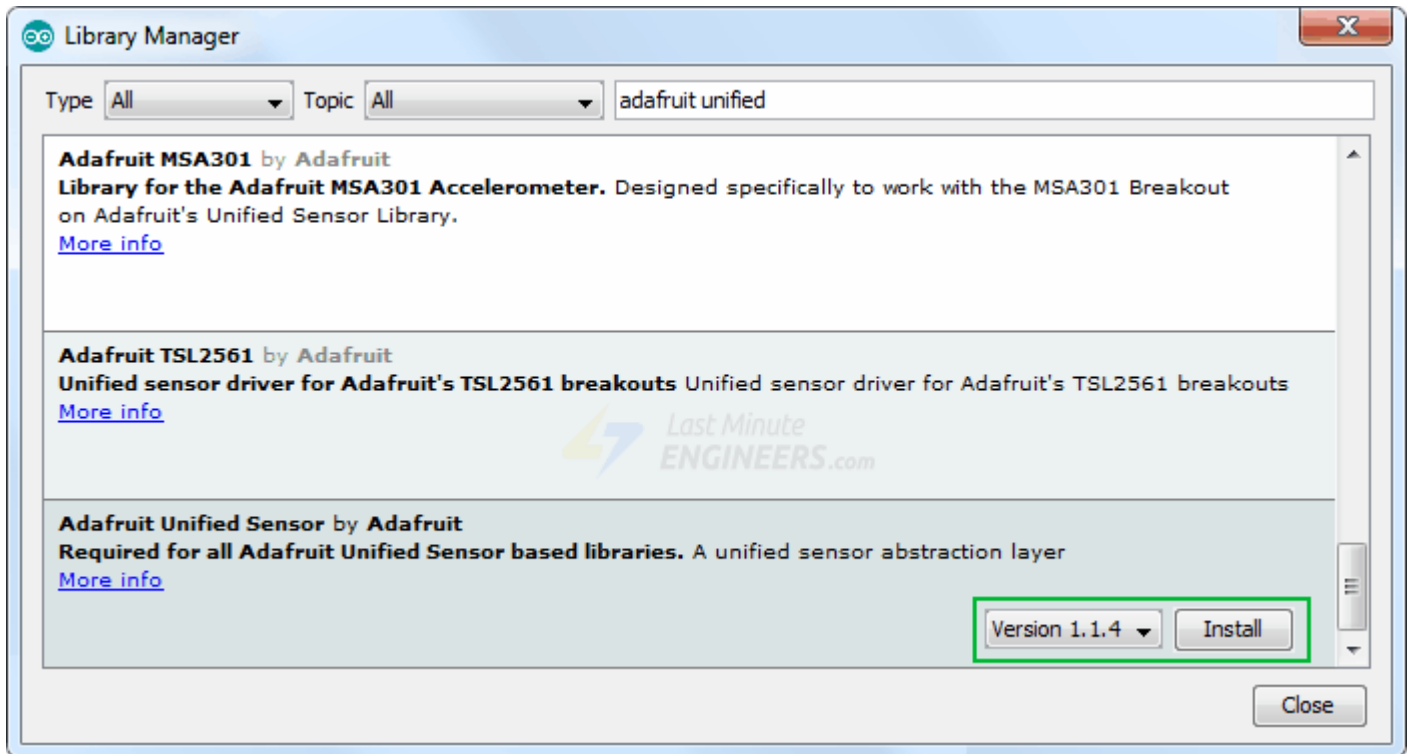 Library Manager
Type All Topic All adafruit unified
Adafruit MSA301 by Adafruit
Library for the Adafruit MSA301 Accelerometer. Designed specifically to work with the MSA301 Breakout
on Adafruit's Unified Sensor Library.
More info
Adafruit TSL2561 by Adafruit
Unified sensor driver for Adafruit's TSL2561 breakouts Unified sensor driver for Adafruit's TSL2561 breakouts
More info
Last Minute
ENGINEERS.com
Adafruit Unified Sensor by Adafruit
Required for all Adafruit Unified Sensor based libraries. A unified sensor abstraction layer
More info
Version 1.1.4 Install
Close